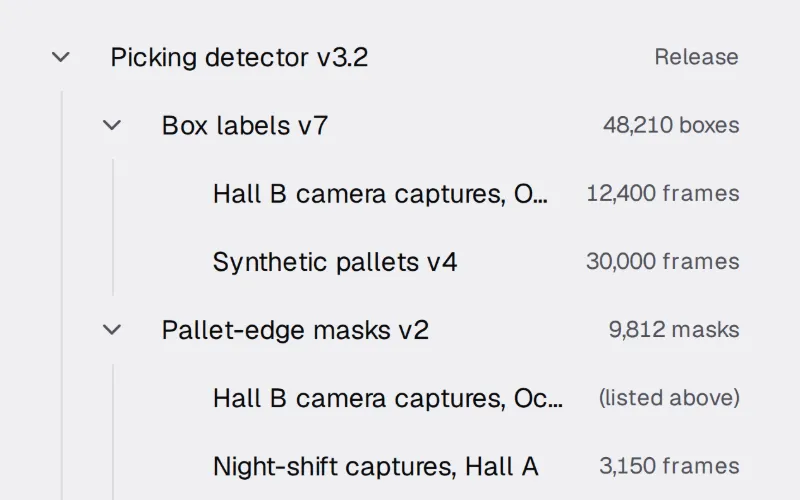 Picking detector v3.2 Release
Box labels v7 48,210 boxes
Hall B camera captures, O... 12,400 frames
Synthetic pallets v4 30,000 frames
Pallet-edge masks v2 9,812 masks
Hall B camera captures, Oc... (listed above)
Night-shift captures, Hall A 3,150 frames